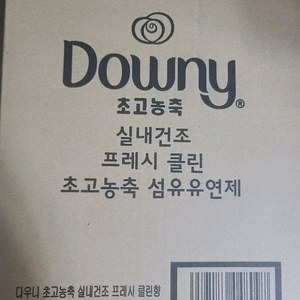 Downy®
초고농축
실내건조
프레시 클린
초고농축 섬유유연제
다우니 초고농축 실내건조 프레시 클린향